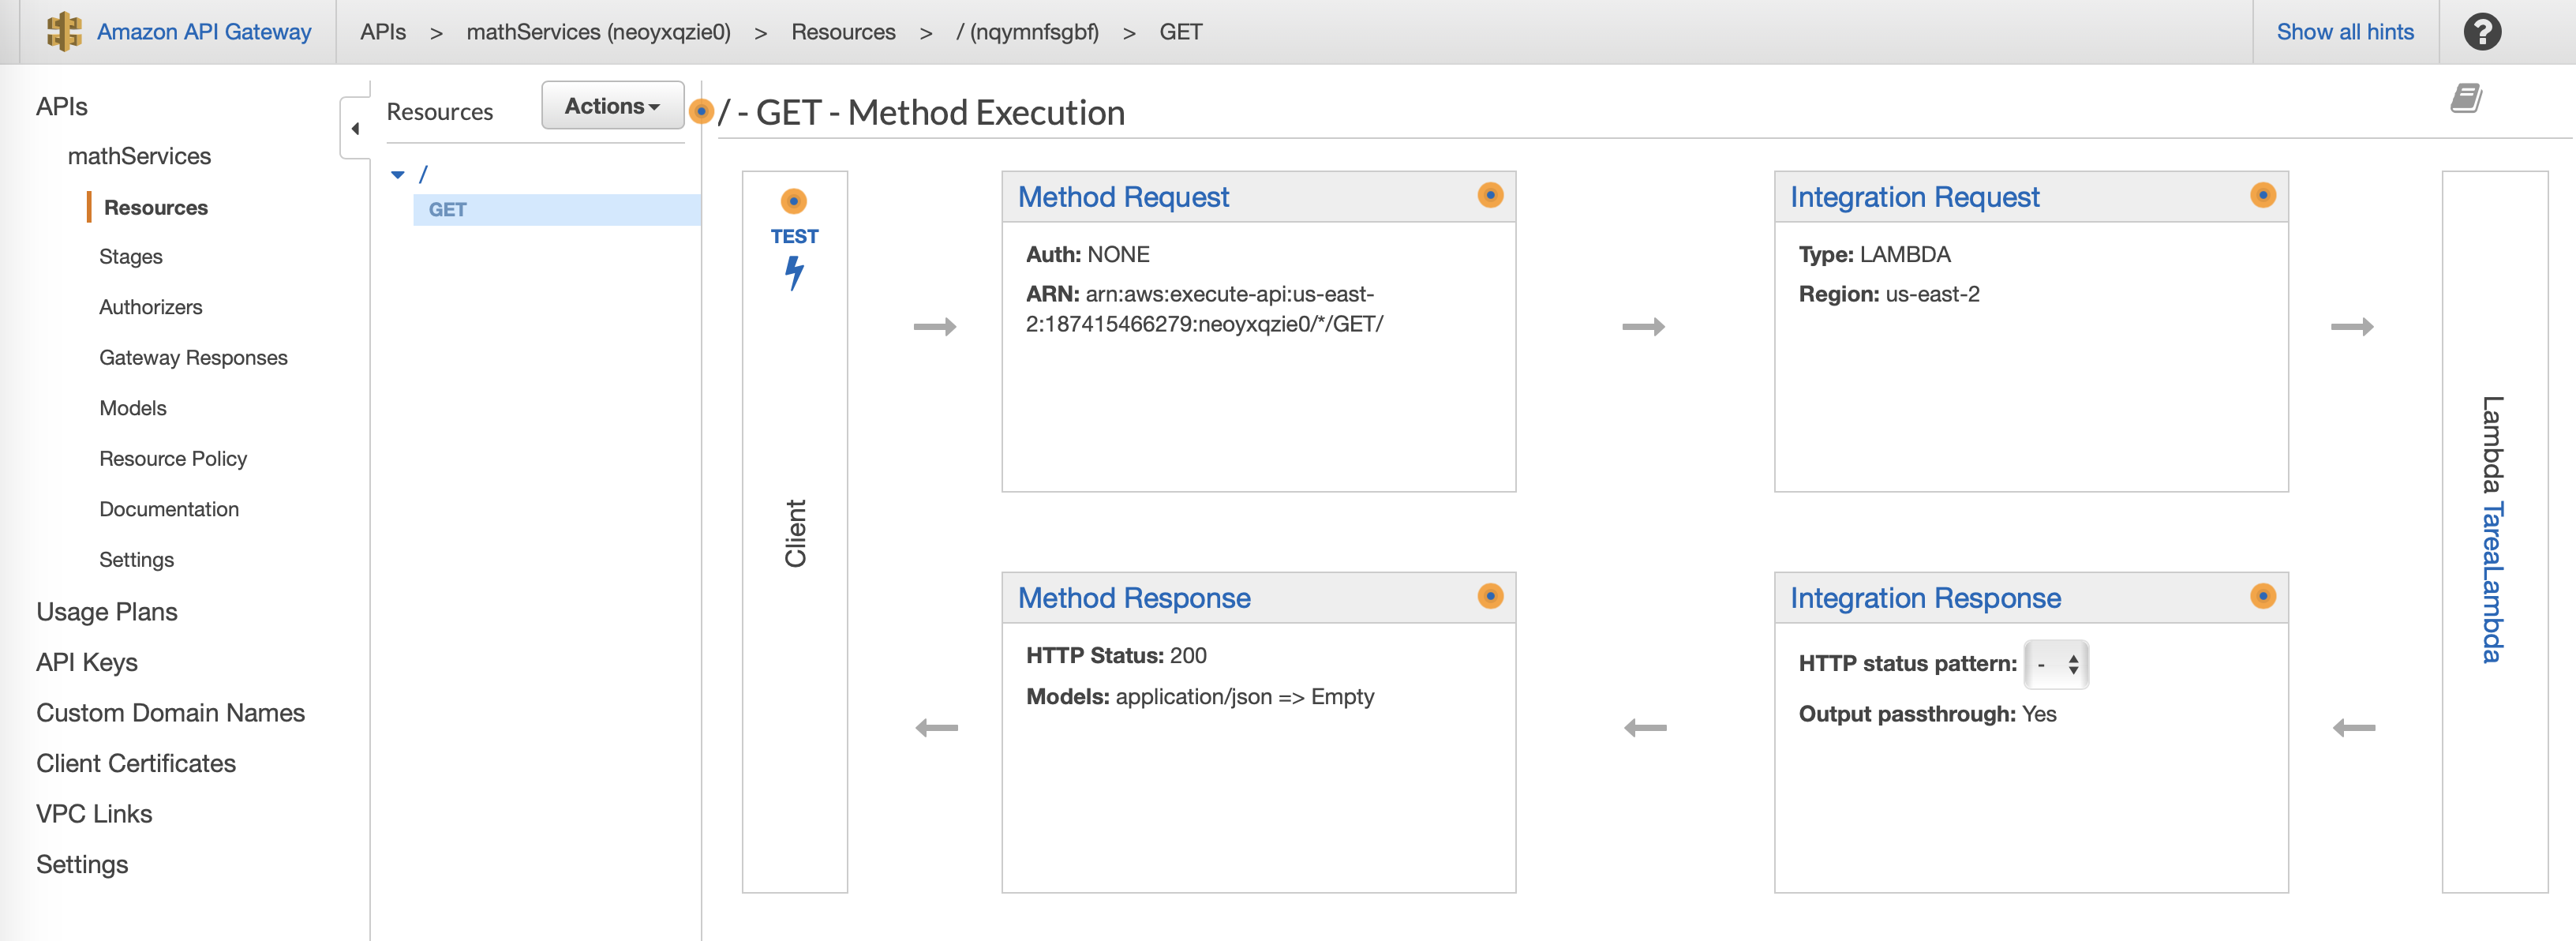 Amazon API Gateway
APIs > mathServices (neoyxqzie0) > Resources > / (nqymnfsgbf) > GET
Show all hints
?
APIs
mathServices
Resources
Stages
Authorizers
Gateway Responses
Models
Resource Policy
Documentation
Settings
Usage Plans
API Keys
Custom Domain Names
Client Certificates
VPC Links
Settings
Resources
Actions
/
GET
/ - GET - Method Execution
TEST
Client
Method Request
Auth: NONE
ARN: arn:aws:execute-api:us-east-
2:187415466279:neoyxqzie0/*/GET/
Integration Request
Type: LAMBDA
Region: us-east-2
Method Response
HTTP Status: 200
Models: application/json => Empty
Integration Response
HTTP status pattern: -
Output passthrough: Yes
Lambda TareaLambda